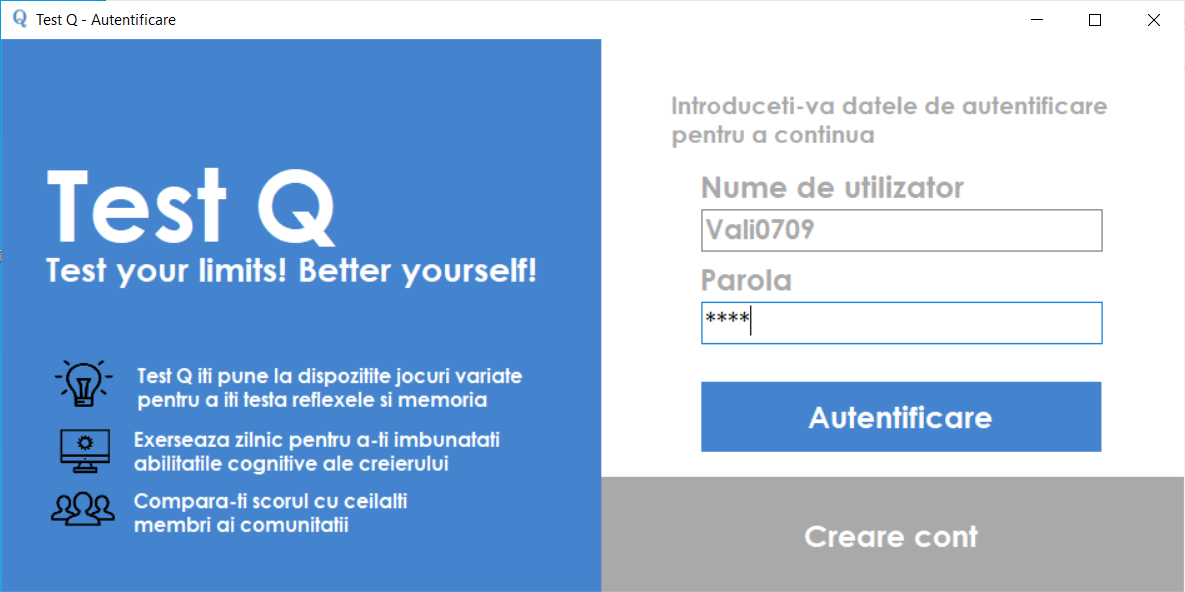 Q Test Q - Autentificare
Test Q
Test your limits! Better yourself!
Test Q iti pune la dispozitite jocuri variate
pentru a iti testa reflexele si memoria
Exerseaza zilnic pentru a-ti imbunatati
abilitatile cognitive ale creierului
Compara-ti scorul cu ceilalti
membri ai comunitatii
Introduceti-va datele de autentificare
pentru a continua
Nume de utilizator
Vali0709
Parola
****
Autentificare
Creare cont